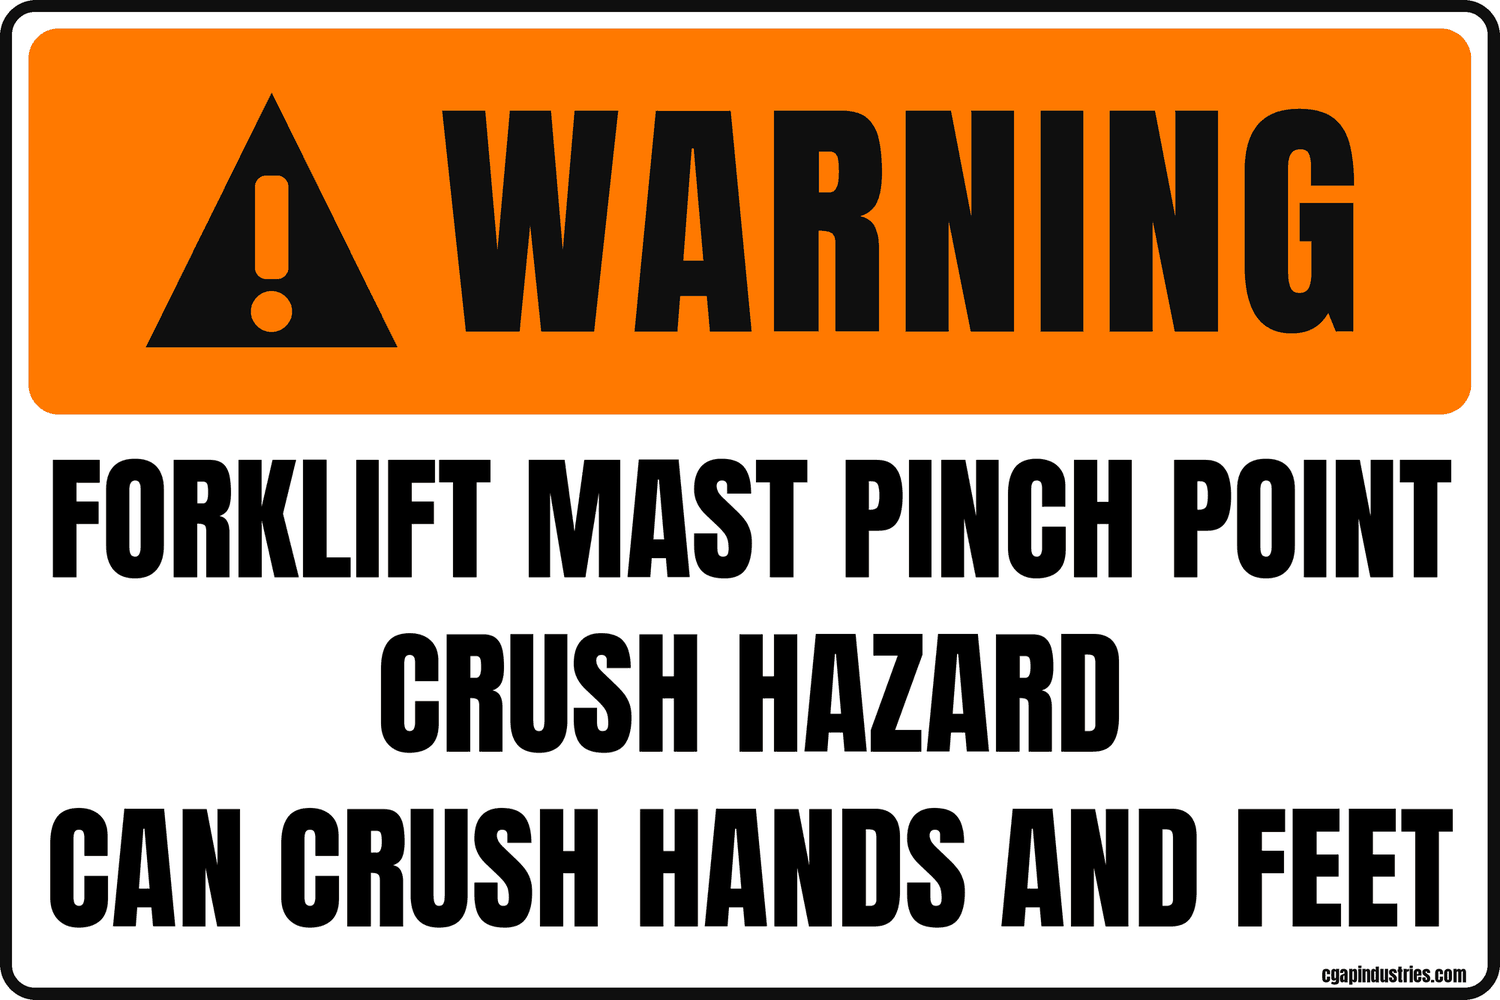 WARNING
FORKLIFT MAST PINCH POINT
CRUSH HAZARD
CAN CRUSH HANDS AND FEET
cgapindustries.com